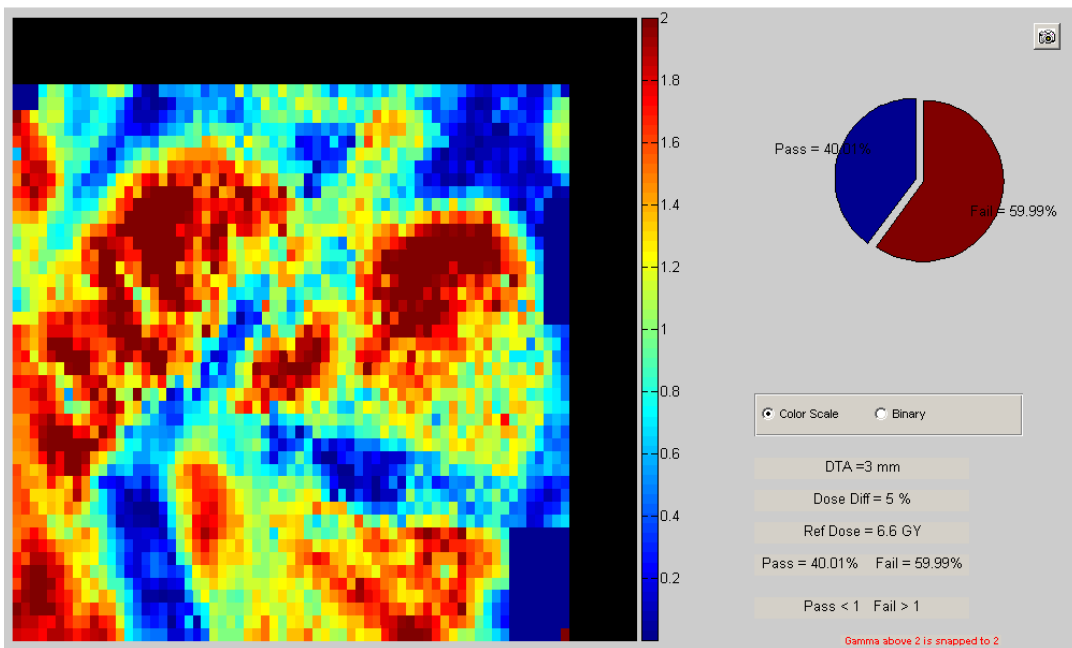 2
1.8
1.6
1.4
1.2
1
0.8
0.6
0.4
0.2
Pass = 40.01%
Fail = 59.99%
Color Scale Binary
DTA =3 mm
Dose Diff = 5 %
Ref Dose = 6.6 GY
Pass = 40.01% Fail = 59.99%
Pass < 1 Fail > 1
Gamma above 2 is snapped to 2